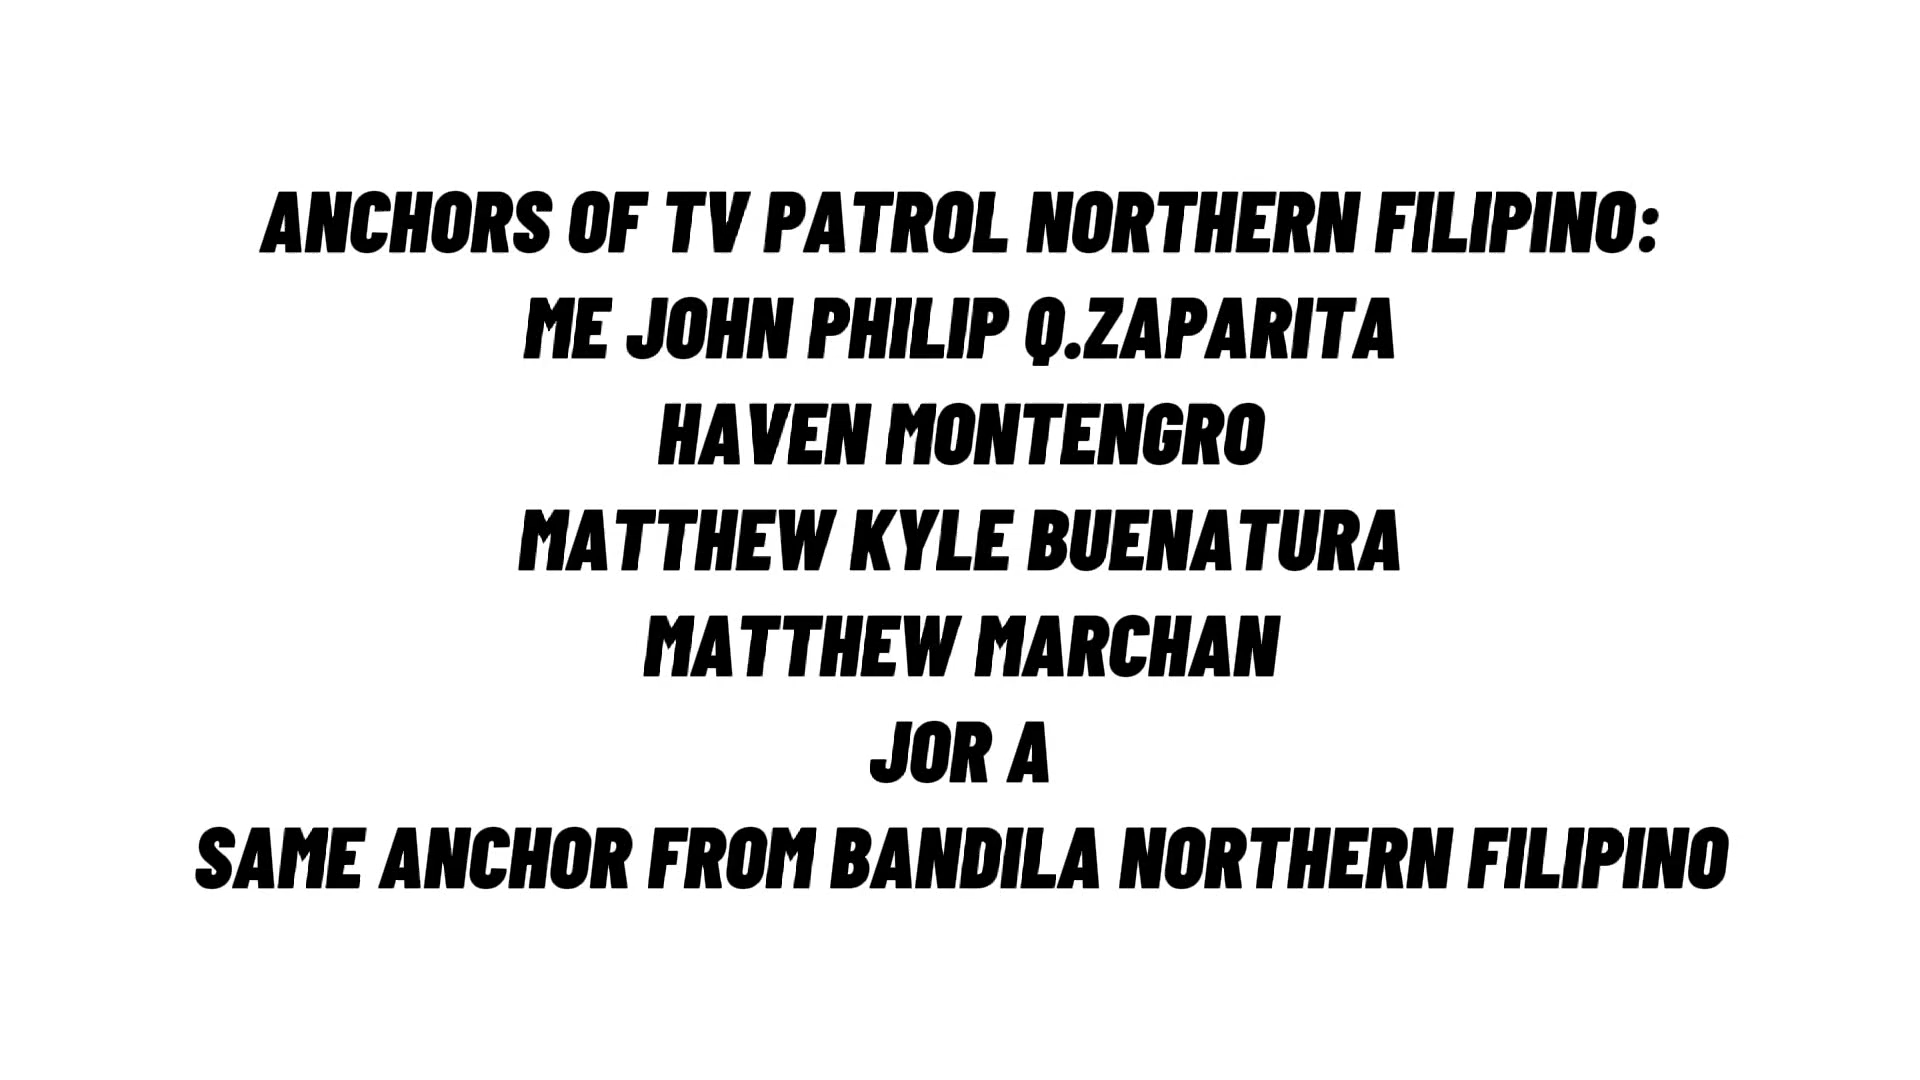 ANCHORS OF TV PATROL NORTHERN FILIPINO:
ME JOHN PHILIP Q.ZAPARITA
HAVEN MONTENGRO
MATTHEW KYLE BUENATURA
MATTHEW MARCHAN
JOR A
SAME ANCHOR FROM BANDILA NORTHERN FILIPINO